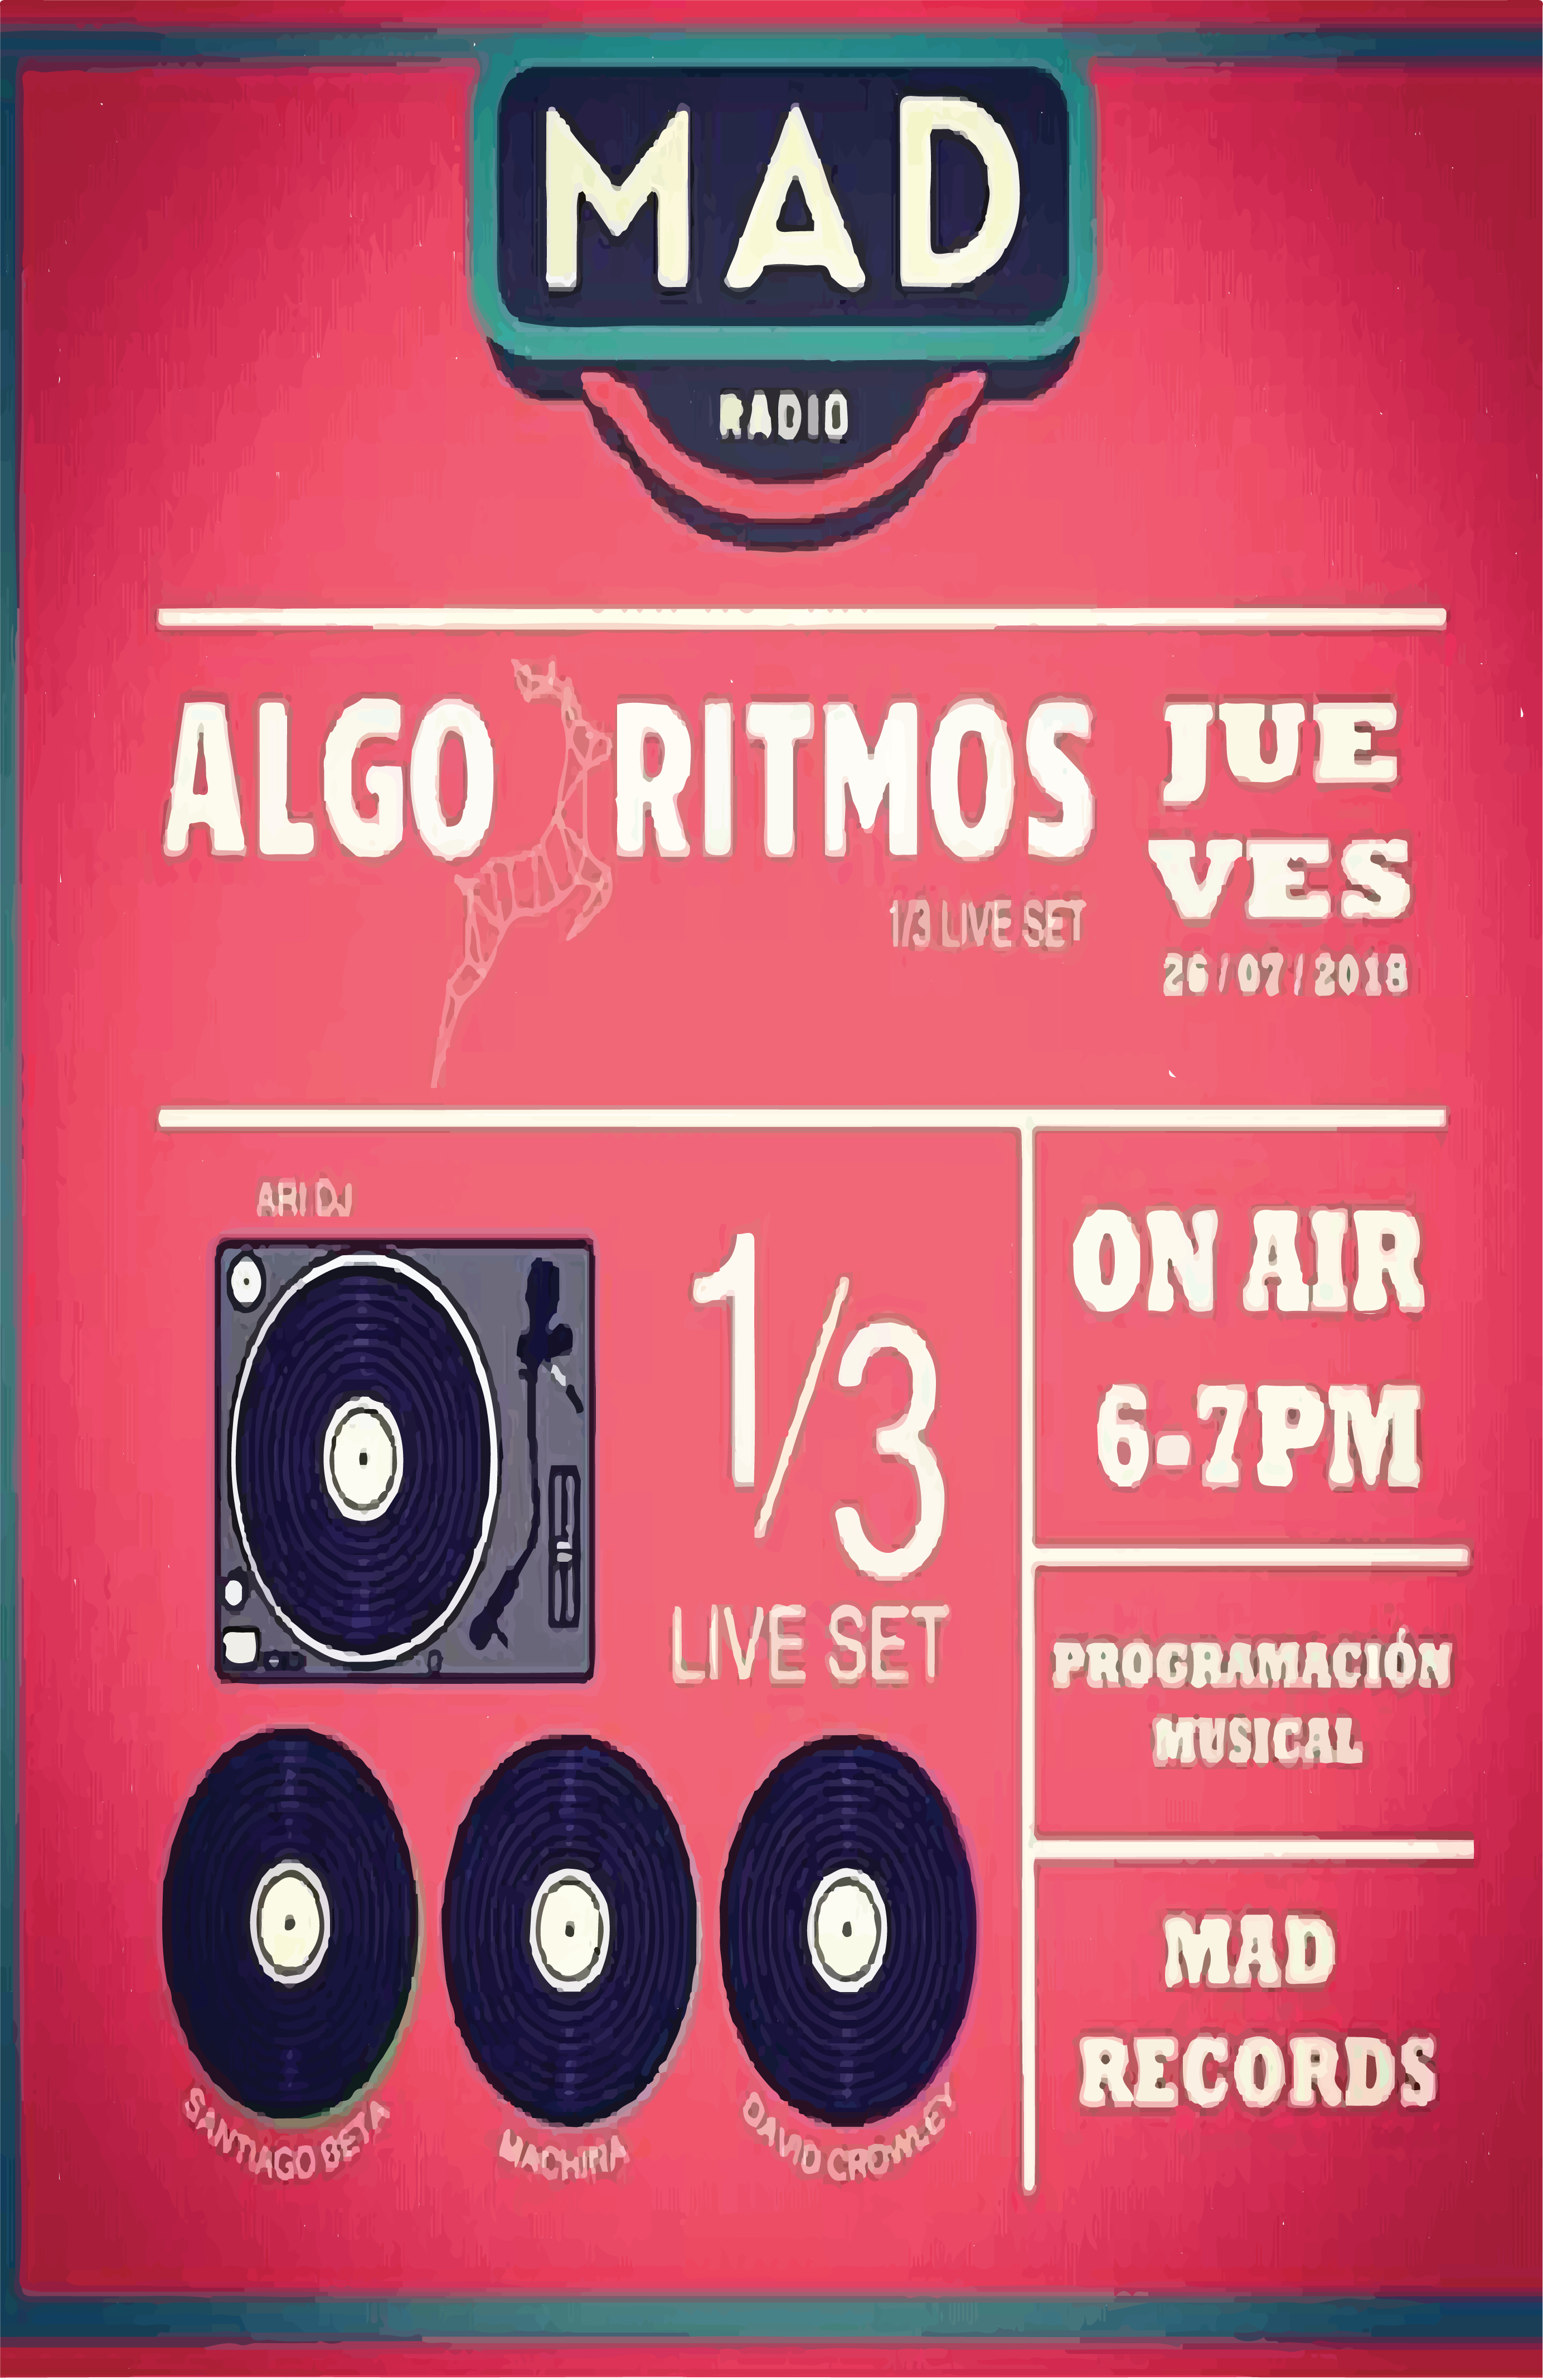 MAD
RADIO
ALGO RITMOS
1/3 LIVE SET
JUE
VES
26/07/2018
ARI DJ
1/3
LIVE SET
ON AIR
6-7PM
PROGRAMACIÓN
MUSICAL
MAD
RECORDS
SANTIAGO BETA
MACHINA
DAVID CROWLEY